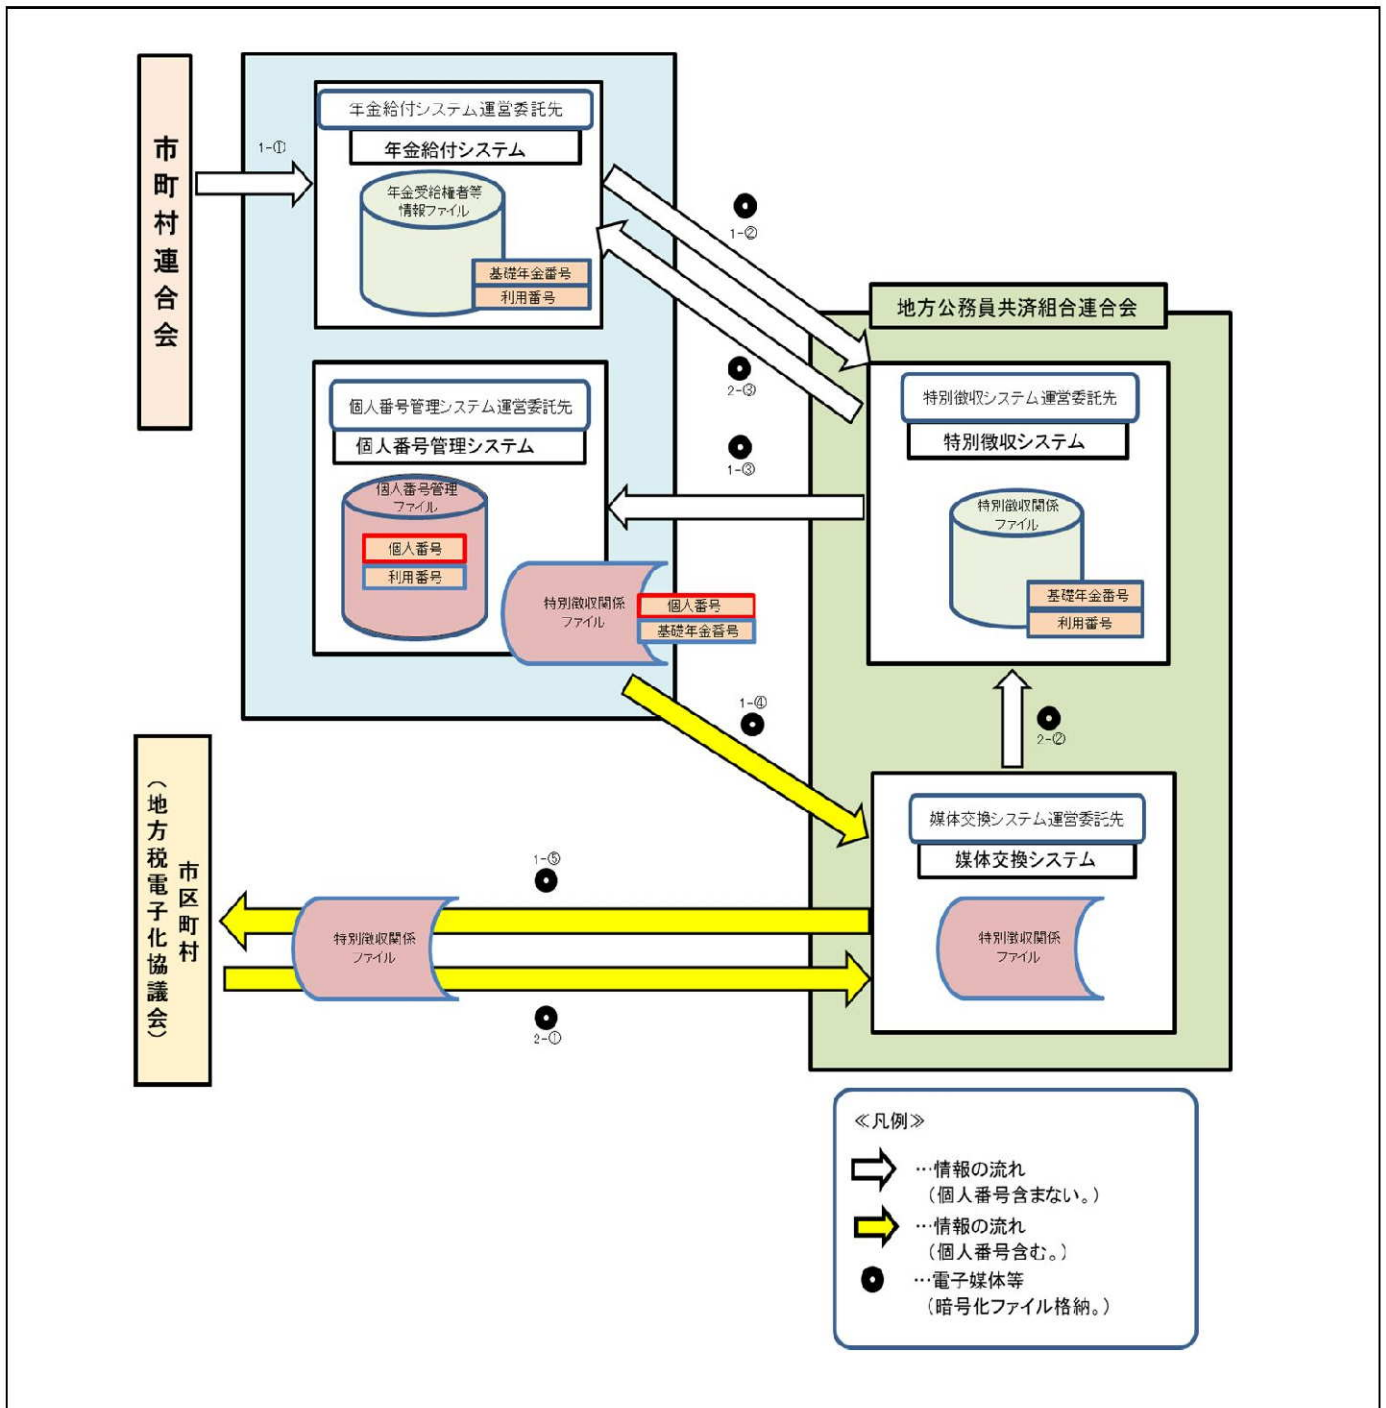 市町村連合会
1-①
年金給付システム運営委託先
年金給付システム
年金受給権者等
情報ファイル
基礎年金番号
利用番号
個人番号管理システム運営委託先
個人番号管理システム
個人番号管理
ファイル
個人番号
利用番号
特別徴収関係
ファイル
個人番号
基礎年金番号
1-②
2-③
1-③
1-④
地方公務員共済組合連合会
特別徴収システム運営委託先
特別徴収システム
特別徴収関係
ファイル
基礎年金番号
利用番号
2-②
媒体交換システム運営委託先
媒体交換システム
特別徴収関係
ファイル
市区町村
（地方税電子化協議会）
1-⑤
特別徴収関係
ファイル
2-①
≪凡例≫
…情報の流れ
（個人番号含まない。）
…情報の流れ
（個人番号含む。）
…電子媒体等
（暗号化ファイル格納。）